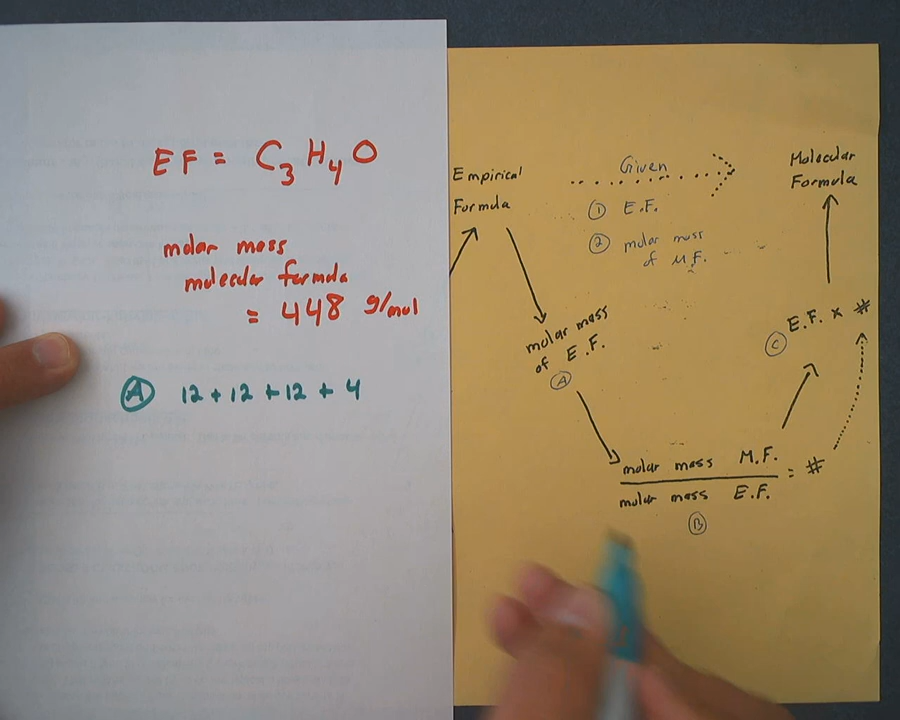 EF = C₃H₄O
molar mass
molecular formula
= 448 g/mol
Ⓐ 12 + 12 + 12 + 4
Empirical
Formula
Given
① E.F.
② molar mass
of M.F.
Molecular
Formula
molar mass
of E.F.
Ⓐ
molar mass M.F.
molar mass E.F.
= #
Ⓑ
Ⓒ E.F. x #